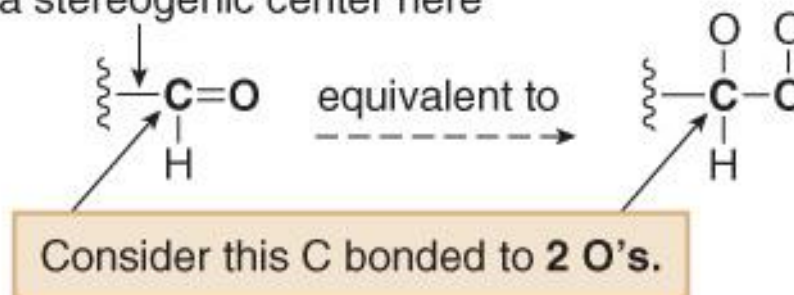 a stereogenic center here
O
C=O equivalent to C
H H
Consider this C bonded to 2 O's.